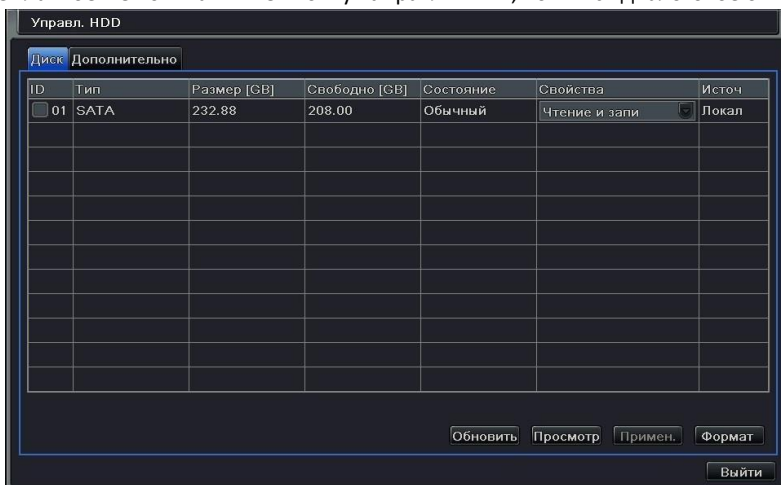 Управл. HDD
Диск Дополнительно
ID Тип Размер [GB] Свободно [GB] Состояние Свойства Источ
01 SATA 232.88 208.00 Обычный Чтение и запи Локал
Обновить Просмотр Примен. Формат
Выйти